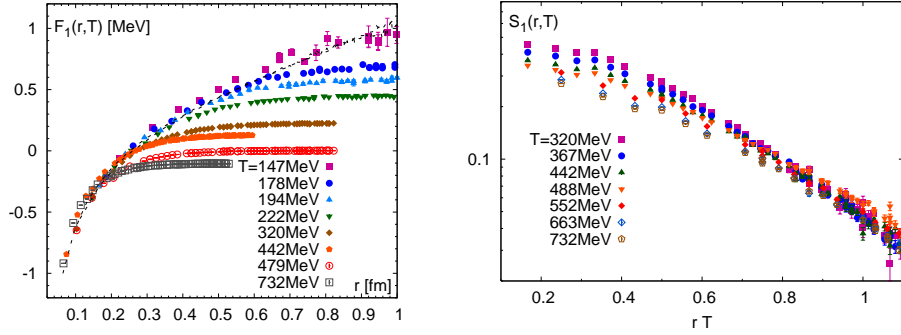 F1(r,T) [MeV]
1
0.5
0
-0.5
-1
T=147MeV
178MeV
194MeV
222MeV
320MeV
442MeV
479MeV
732MeV
r [fm]
0 0.1 0.2 0.3 0.4 0.5 0.6 0.7 0.8 0.9 1
S1(r,T)
0.1
T=320MeV
367MeV
442MeV
488MeV
552MeV
663MeV
732MeV
0.2 0.4 0.6 0.8 1
r T